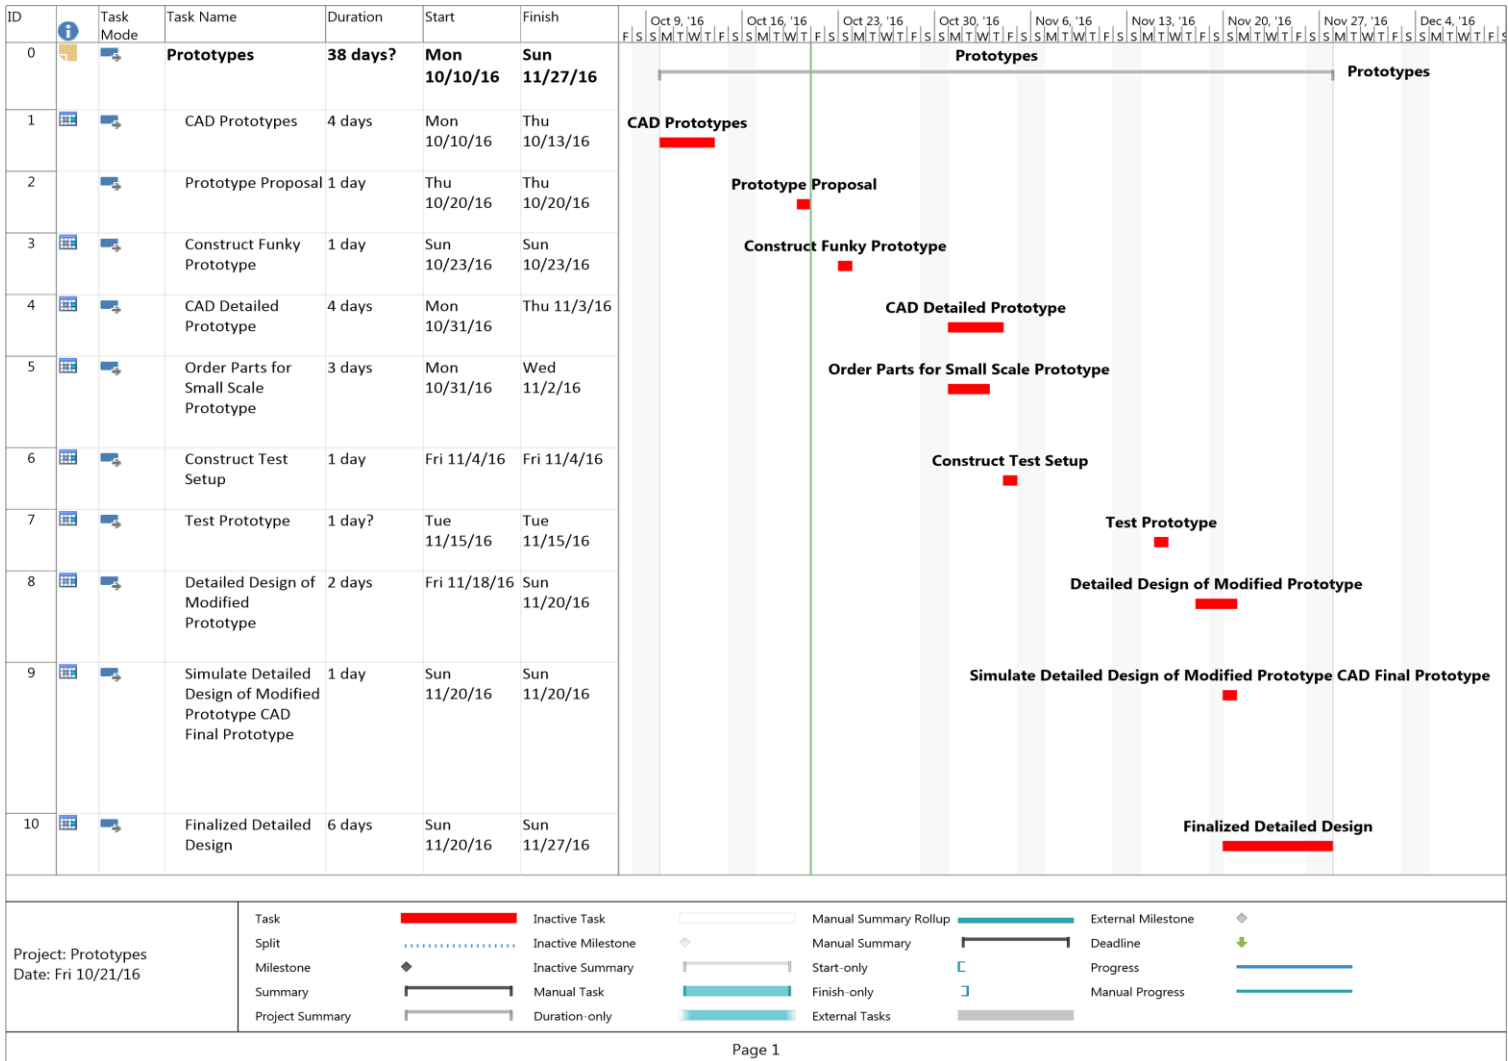 ID Task Mode Task Name Duration Start Finish
Oct 9, '16 Oct 16, '16 Oct 23, '16 Oct 30, '16 Nov 6, '16 Nov 13, '16 Nov 20, '16 Nov 27, '16 Dec 4, '16
F S S M T W T F S S M T W T F S S M T W T F S S M T W T F S S M T W T F S S M T W T F S S M T W T F S S M T W T F S S M T W T F S
0 Prototypes 38 days? Mon 10/10/16 Sun 11/27/16
Prototypes
Prototypes
1 CAD Prototypes 4 days Mon 10/10/16 Thu 10/13/16
CAD Prototypes
2 Prototype Proposal 1 day Thu 10/20/16 Thu 10/20/16
Prototype Proposal
3 Construct Funky Prototype 1 day Sun 10/23/16 Sun 10/23/16
Construct Funky Prototype
4 CAD Detailed Prototype 4 days Mon 10/31/16 Thu 11/3/16
CAD Detailed Prototype
5 Order Parts for Small Scale Prototype 3 days Mon 10/31/16 Wed 11/2/16
Order Parts for Small Scale Prototype
6 Construct Test Setup 1 day Fri 11/4/16 Fri 11/4/16
Construct Test Setup
7 Test Prototype 1 day? Tue 11/15/16 Tue 11/15/16
Test Prototype
8 Detailed Design of Modified Prototype 2 days Fri 11/18/16 Sun 11/20/16
Detailed Design of Modified Prototype
9 Simulate Detailed Design of Modified Prototype CAD Final Prototype 1 day Sun 11/20/16 Sun 11/20/16
Simulate Detailed Design of Modified Prototype CAD Final Prototype
10 Finalized Detailed Design 6 days Sun 11/20/16 Sun 11/27/16
Finalized Detailed Design
Project: Prototypes
Date: Fri 10/21/16
Task Inactive Task Manual Summary Rollup External Milestone
Split Inactive Milestone Manual Summary Deadline
Milestone Inactive Summary Start-only Progress
Summary Manual Task Finish-only Manual Progress
Project Summary Duration-only External Tasks
Page 1